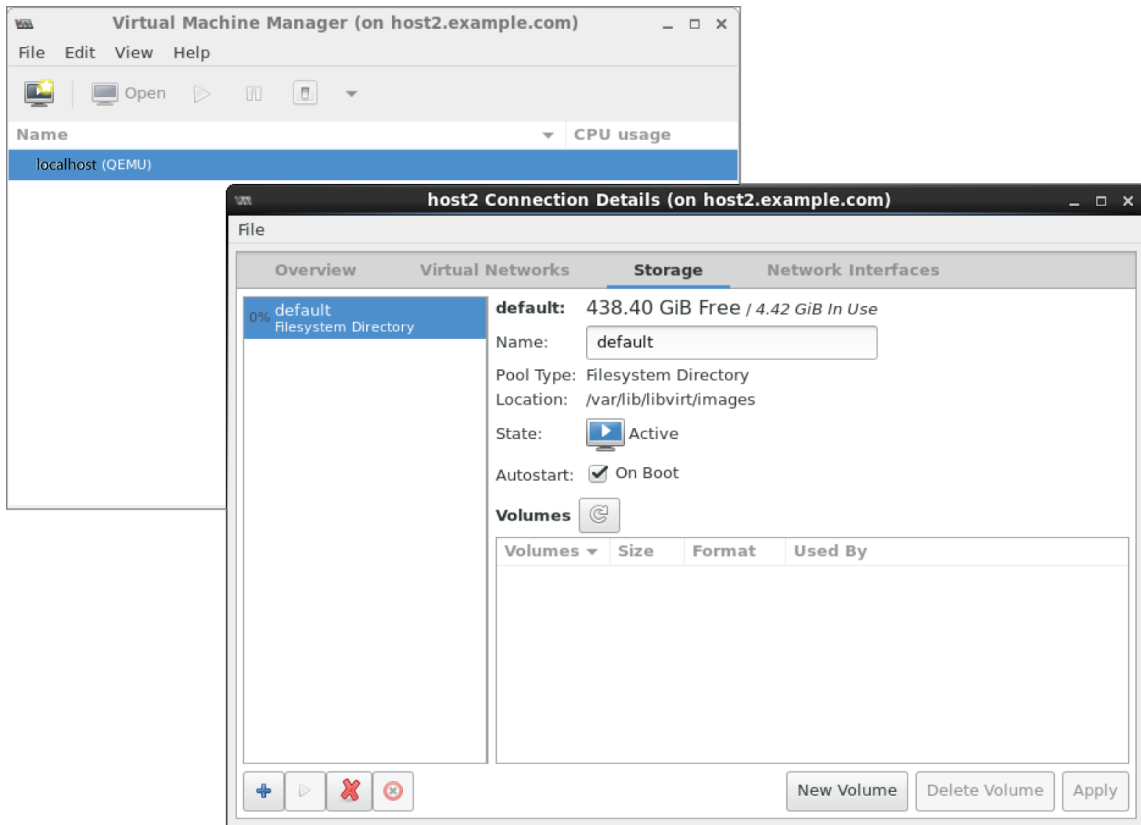 Virtual Machine Manager (on host2.example.com)
File Edit View Help
Open
Name CPU usage
localhost (QEMU)
host2 Connection Details (on host2.example.com)
File
Overview Virtual Networks Storage Network Interfaces
0% default
Filesystem Directory
default: 438.40 GiB Free / 4.42 GiB In Use
Name: default
Pool Type: Filesystem Directory
Location: /var/lib/libvirt/images
State: Active
Autostart: On Boot
Volumes
Volumes Size Format Used By
New Volume Delete Volume Apply